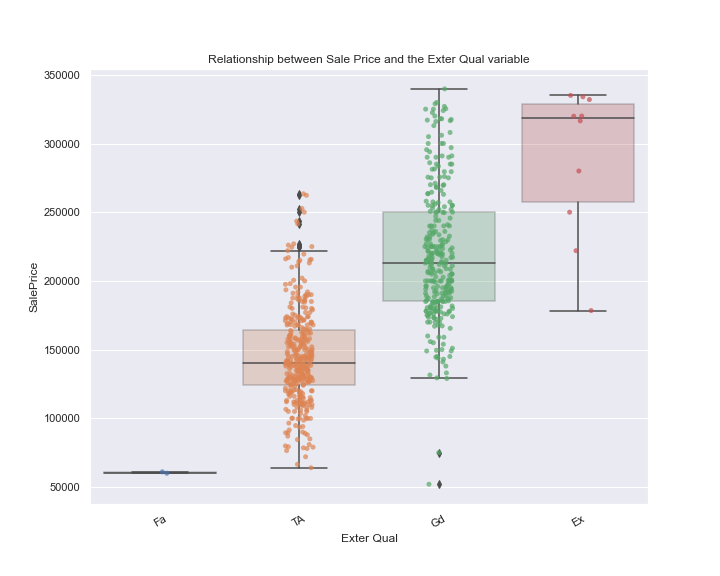 Relationship between Sale Price and the Exter Qual variable
350000
300000
250000
200000
150000
100000
50000
SalePrice
Fa
TA
Gd
Ex
Exter Qual